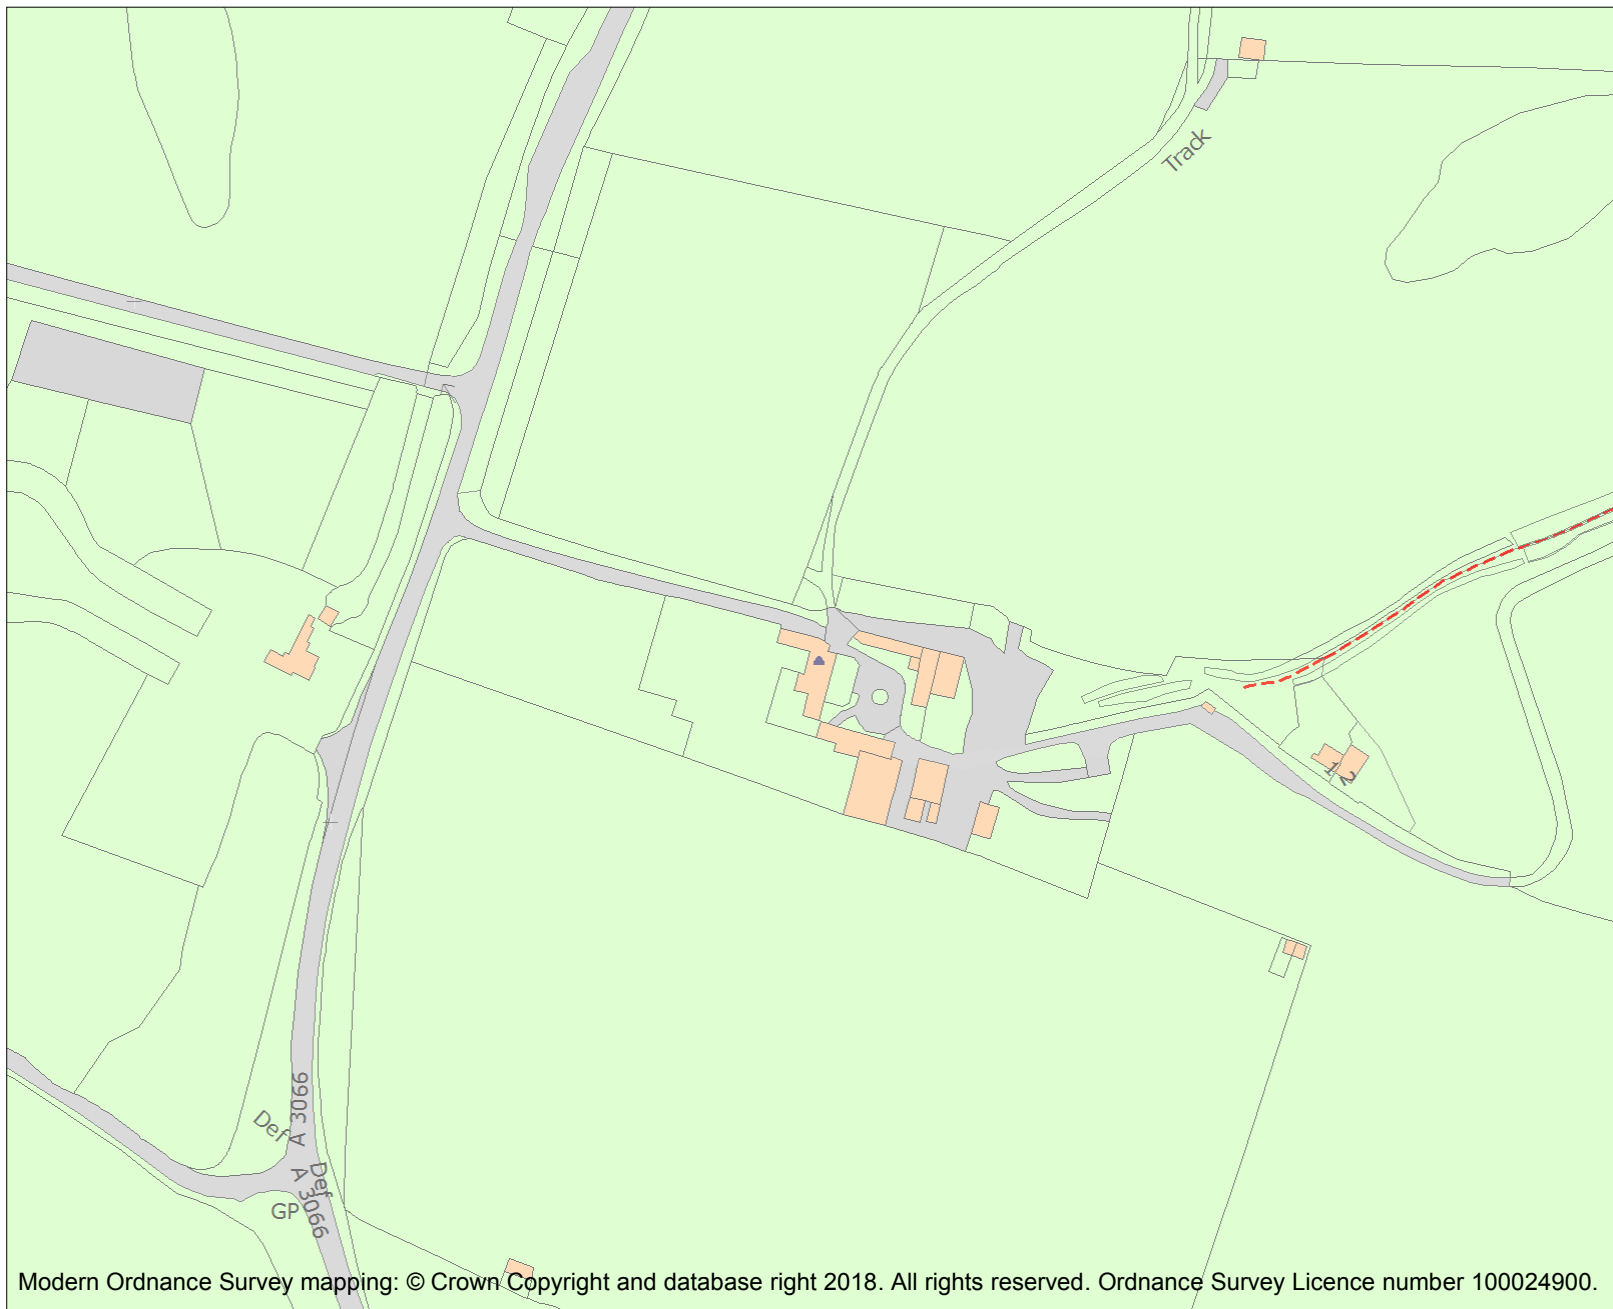 Track
1
2
Def
A 3066
Def
A 3066
GP
Modern Ordnance Survey mapping: © Crown Copyright and database right 2018. All rights reserved. Ordnance Survey Licence number 100024900.